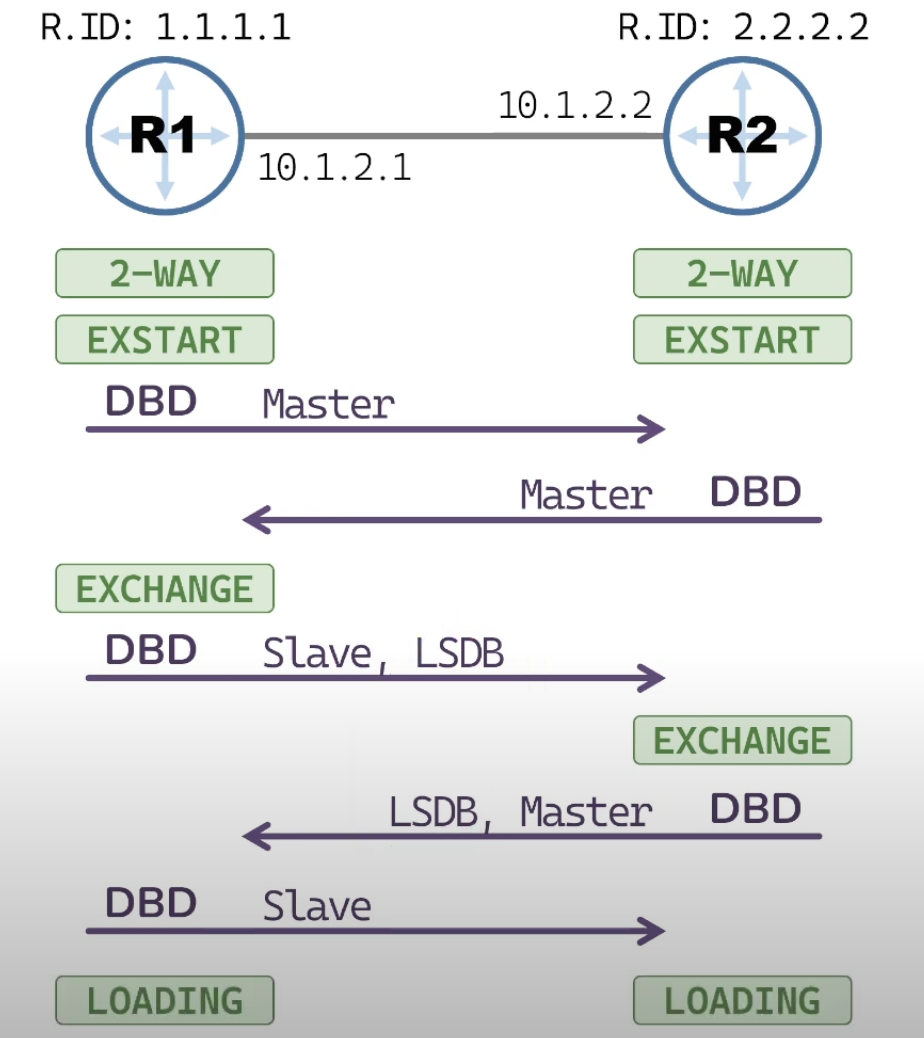 R.ID: 1.1.1.1 R.ID: 2.2.2.2
10.1.2.2
R1 R2
10.1.2.1
2-WAY 2-WAY
EXSTART EXSTART
DBD Master
Master DBD
EXCHANGE
DBD Slave, LSDB
EXCHANGE
LSDB, Master DBD
DBD Slave
LOADING LOADING